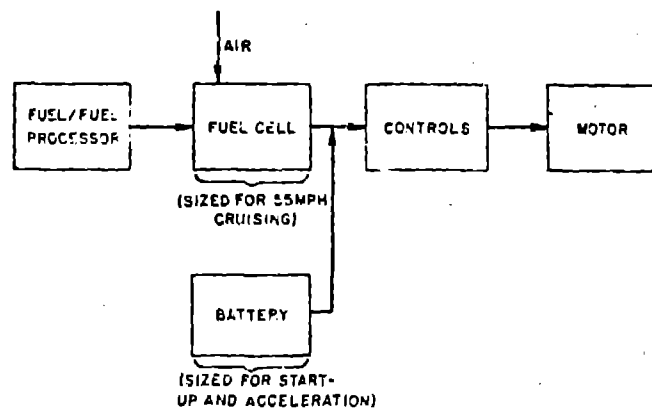 AIR
FUEL/FUEL
PROCESSOR
FUEL CELL
CONTROLS
MOTOR
(SIZED FOR 55MPH
CRUISING)
BATTERY
(SIZED FOR START-
UP AND ACCELERATION)